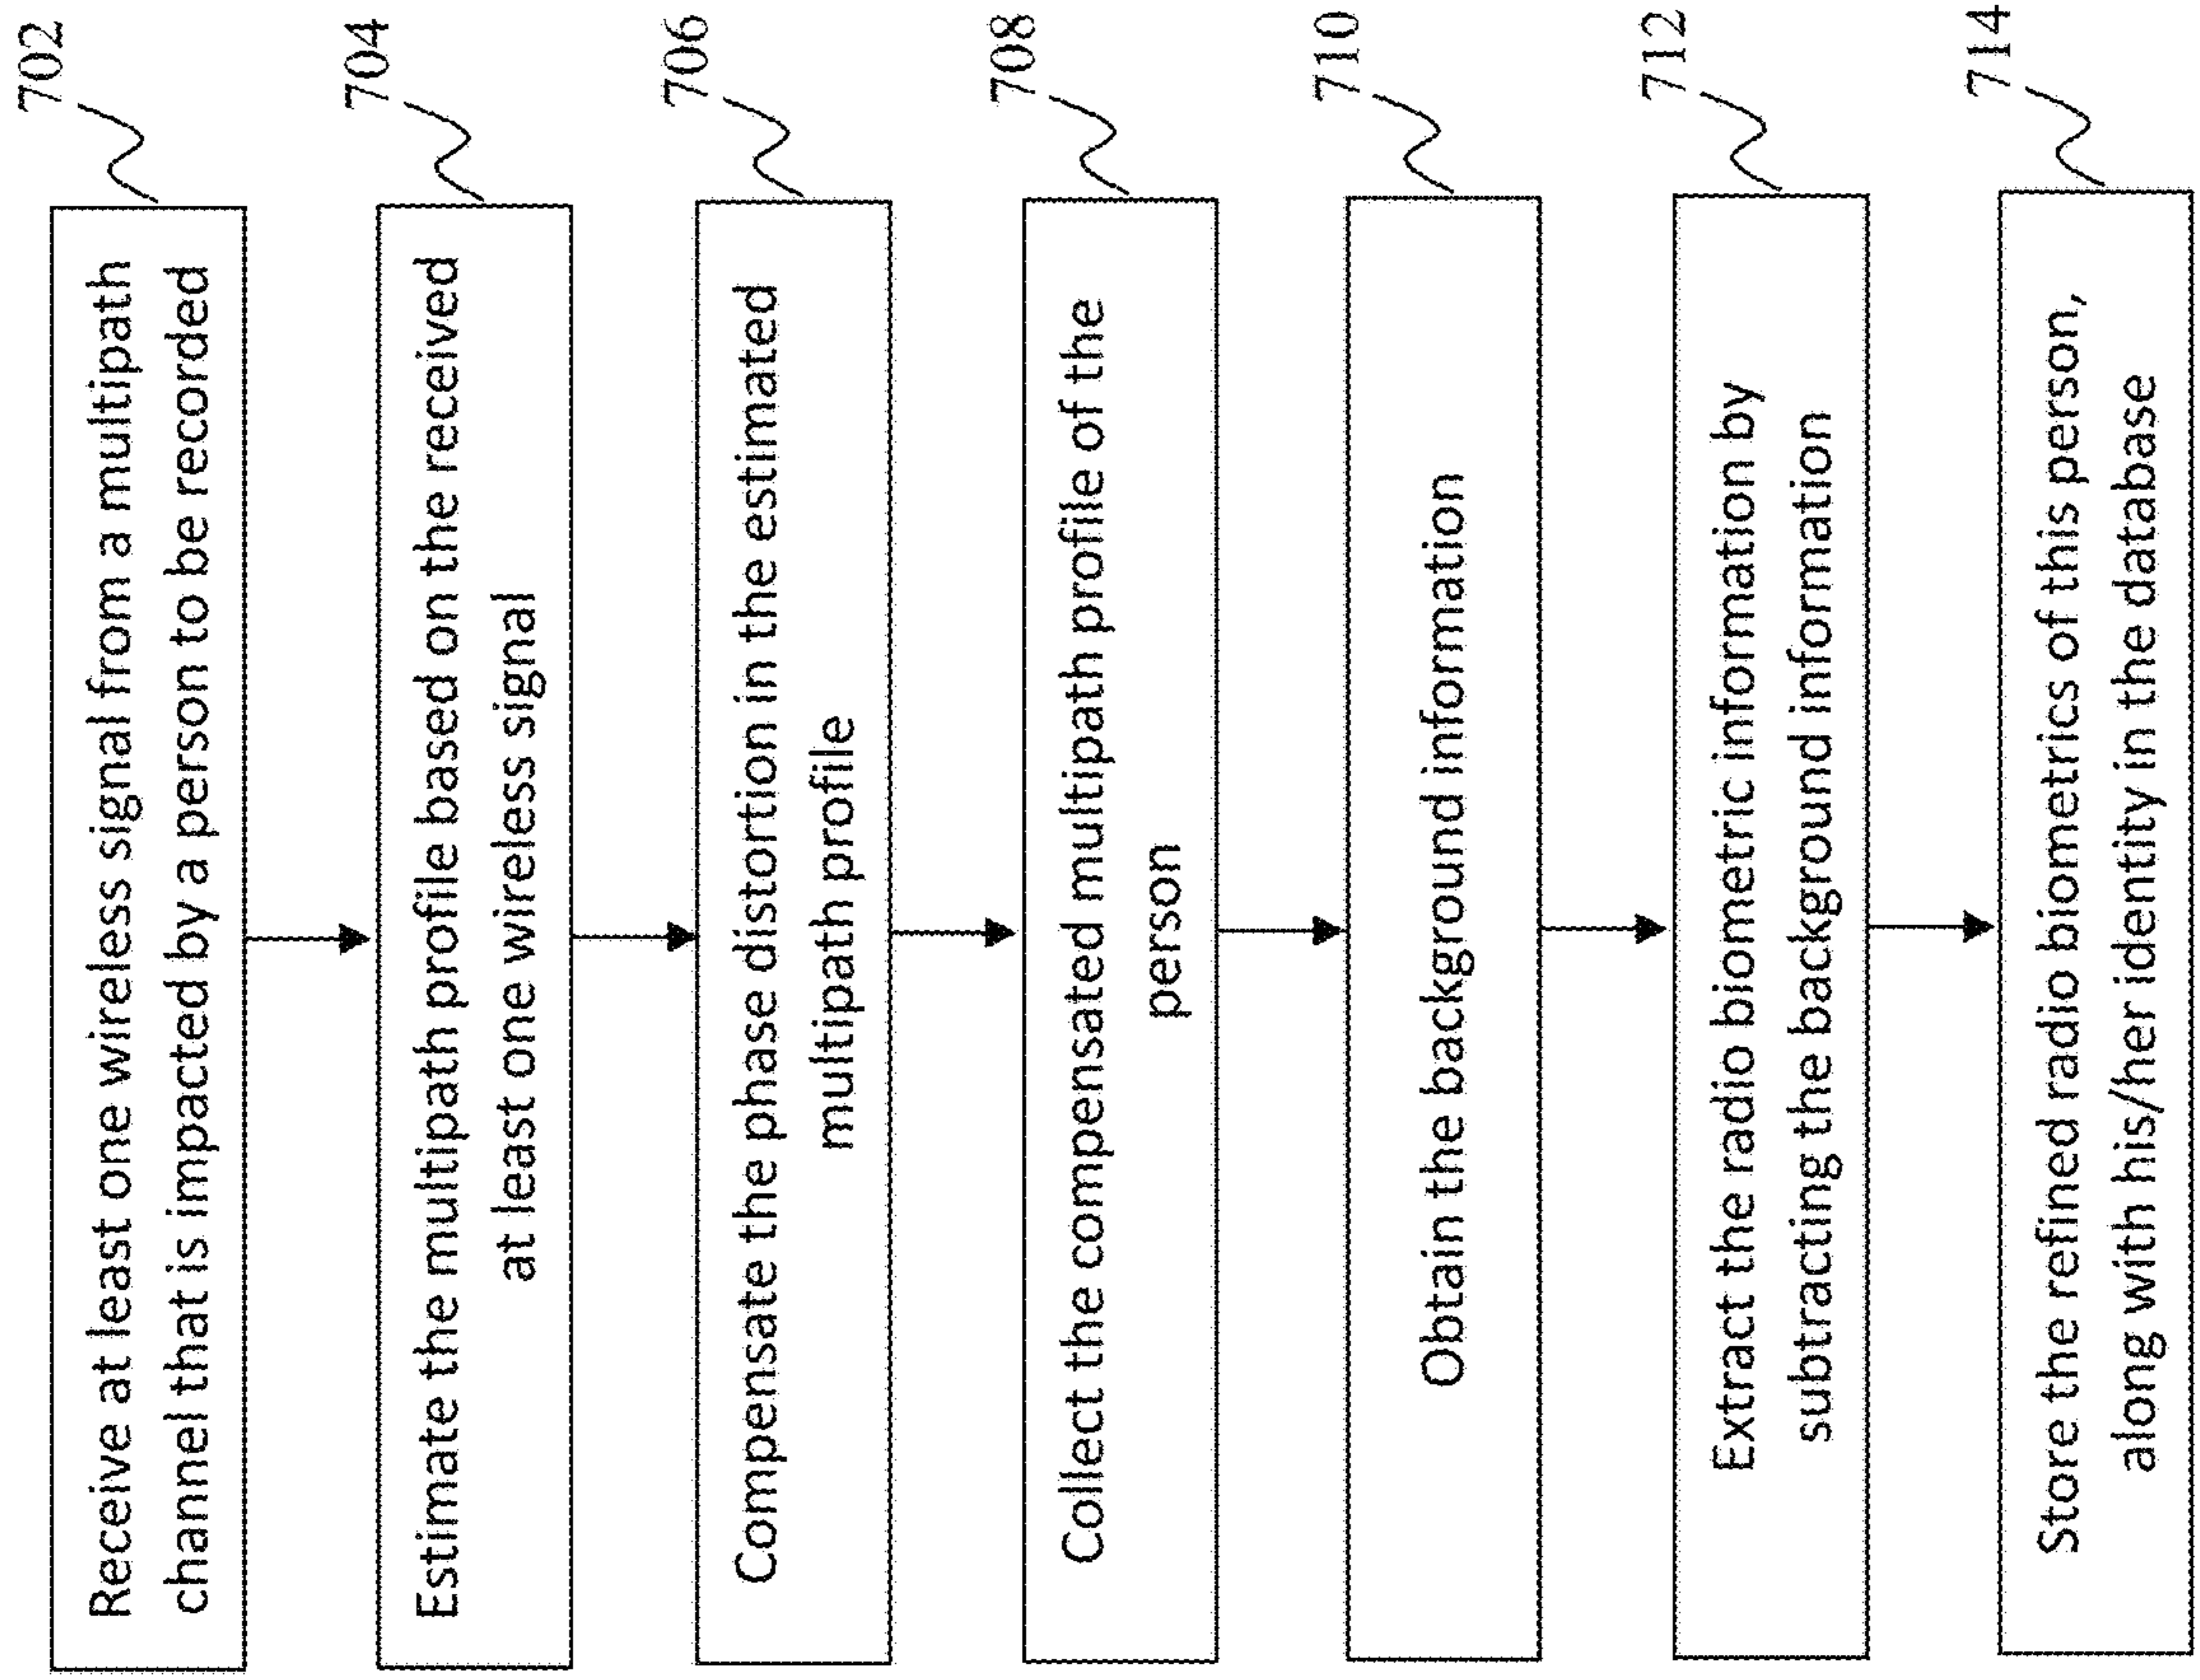 Receive at least one wireless signal from a multipath
channel that is impacted by a person to be recorded
702
Estimate the multipath profile based on the received
at least one wireless signal
704
Compensate the phase distortion in the estimated
multipath profile
706
Collect the compensated multipath profile of the
person
708
Obtain the background information
710
Extract the radio biometric information by
subtracting the background information
712
Store the refined radio biometrics of this person,
along with his/her identity in the database
714